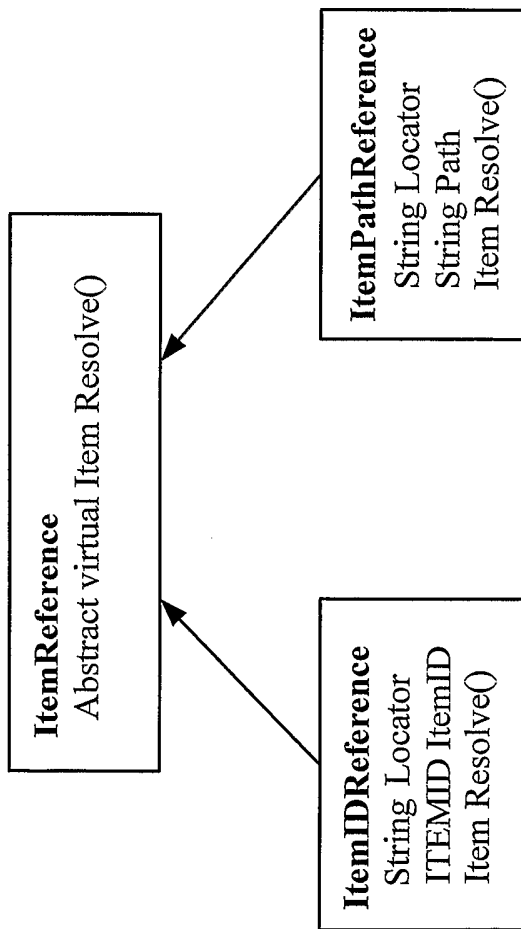 ItemReference
Abstract virtual Item Resolve()
ItemIDReference
String Locator
ITEMID ItemID
Item Resolve()
ItemPathReference
String Locator
String Path
Item Resolve()